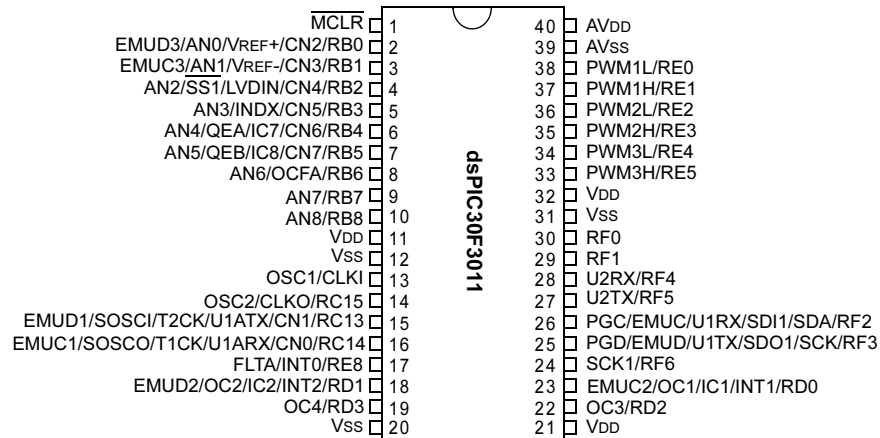 MCLR 1
EMUD3/AN0/VREF+/CN2/RB0 2
EMUC3/AN1/VREF-/CN3/RB1 3
AN2/SS1/LVDIN/CN4/RB2 4
AN3/INDX/CN5/RB3 5
AN4/QEA/IC7/CN6/RB4 6
AN5/QEB/IC8/CN7/RB5 7
AN6/OCFA/RB6 8
AN7/RB7 9
AN8/RB8 10
VDD 11
VSS 12
OSC1/CLKI 13
OSC2/CLKO/RC15 14
EMUD1/SOSCI/T2CK/U1ATX/CN1/RC13 15
EMUC1/SOSCO/T1CK/U1ARX/CN0/RC14 16
FLTA/INT0/RE8 17
EMUD2/OC2/IC2/INT2/RD1 18
OC4/RD3 19
VSS 20
dsPIC30F3011
40 AVDD
39 AVSS
38 PWM1L/RE0
37 PWM1H/RE1
36 PWM2L/RE2
35 PWM2H/RE3
34 PWM3L/RE4
33 PWM3H/RE5
32 VDD
31 VSS
30 RF0
29 RF1
28 U2RX/RF4
27 U2TX/RF5
26 PGC/EMUC/U1RX/SDI1/SDA/RF2
25 PGD/EMUD/U1TX/SDO1/SCK/RF3
24 SCK1/RF6
23 EMUC2/OC1/IC1/INT1/RD0
22 OC3/RD2
21 VDD